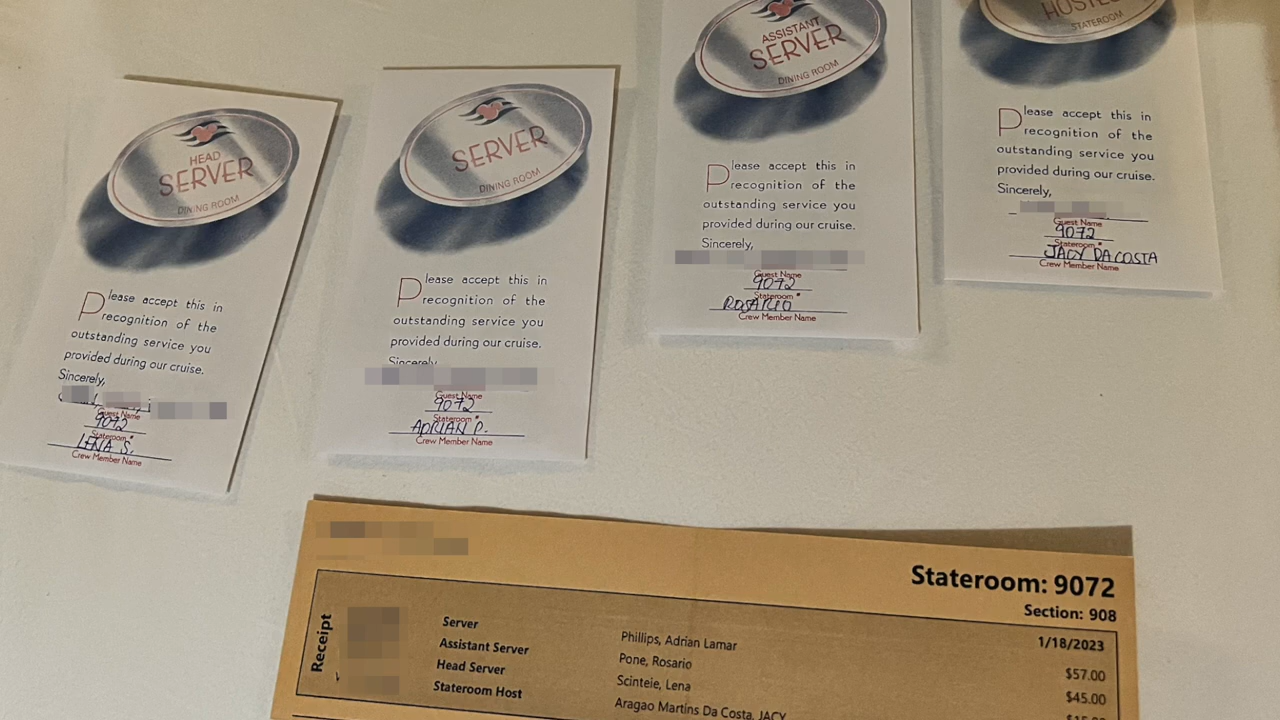 HEAD
SERVER
DINING ROOM
Please accept this in
recognition of the
outstanding service you
provided during our cruise.
Sincerely,
Guest Name
9072
Stateroom #
LENA S.
Crew Member Name
SERVER
DINING ROOM
Please accept this in
recognition of the
outstanding service you
provided during our cruise.
Sincerely,
Guest Name
9072
Stateroom #
ADRIAN P.
Crew Member Name
ASSISTANT
SERVER
DINING ROOM
Please accept this in
recognition of the
outstanding service you
provided during our cruise.
Sincerely,
Guest Name
9072
Stateroom #
ROSARIO
Crew Member Name
STATEROOM
Please accept this in
recognition of the
outstanding service you
provided during our cruise.
Sincerely,
Guest Name
9072
Stateroom #
JACY DA COSTA
Crew Member Name
Stateroom: 9072
Section: 908
Receipt
1/18/2023
Server Phillips, Adrian Lamar $57.00
Assistant Server Pone, Rosario $45.00
Head Server Scinteie, Lena
Stateroom Host Aragao Martins Da Costa, JACY